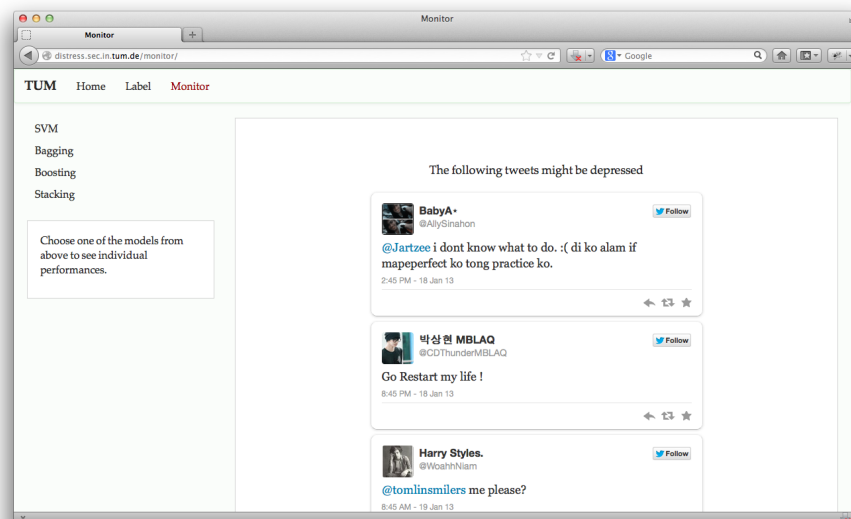 Monitor
Monitor
distress.sec.in.tum.de/monitor/
Google
TUM Home Label Monitor
SVM
Bagging
Boosting
Stacking
Choose one of the models from
above to see individual
performances.
The following tweets might be depressed
BabyA⋆
@AllySinahon
Follow
@Jartzee i dont know what to do. :( di ko alam if
mapeperfect ko tong practice ko.
2:45 PM - 18 Jan 13
박상현 MBLAQ
@CDThunderMBLAQ
Follow
Go Restart my life !
8:45 PM - 18 Jan 13
Harry Styles.
@WoahhNiam
Follow
@tomlinsmilers me please?
8:45 AM - 19 Jan 13